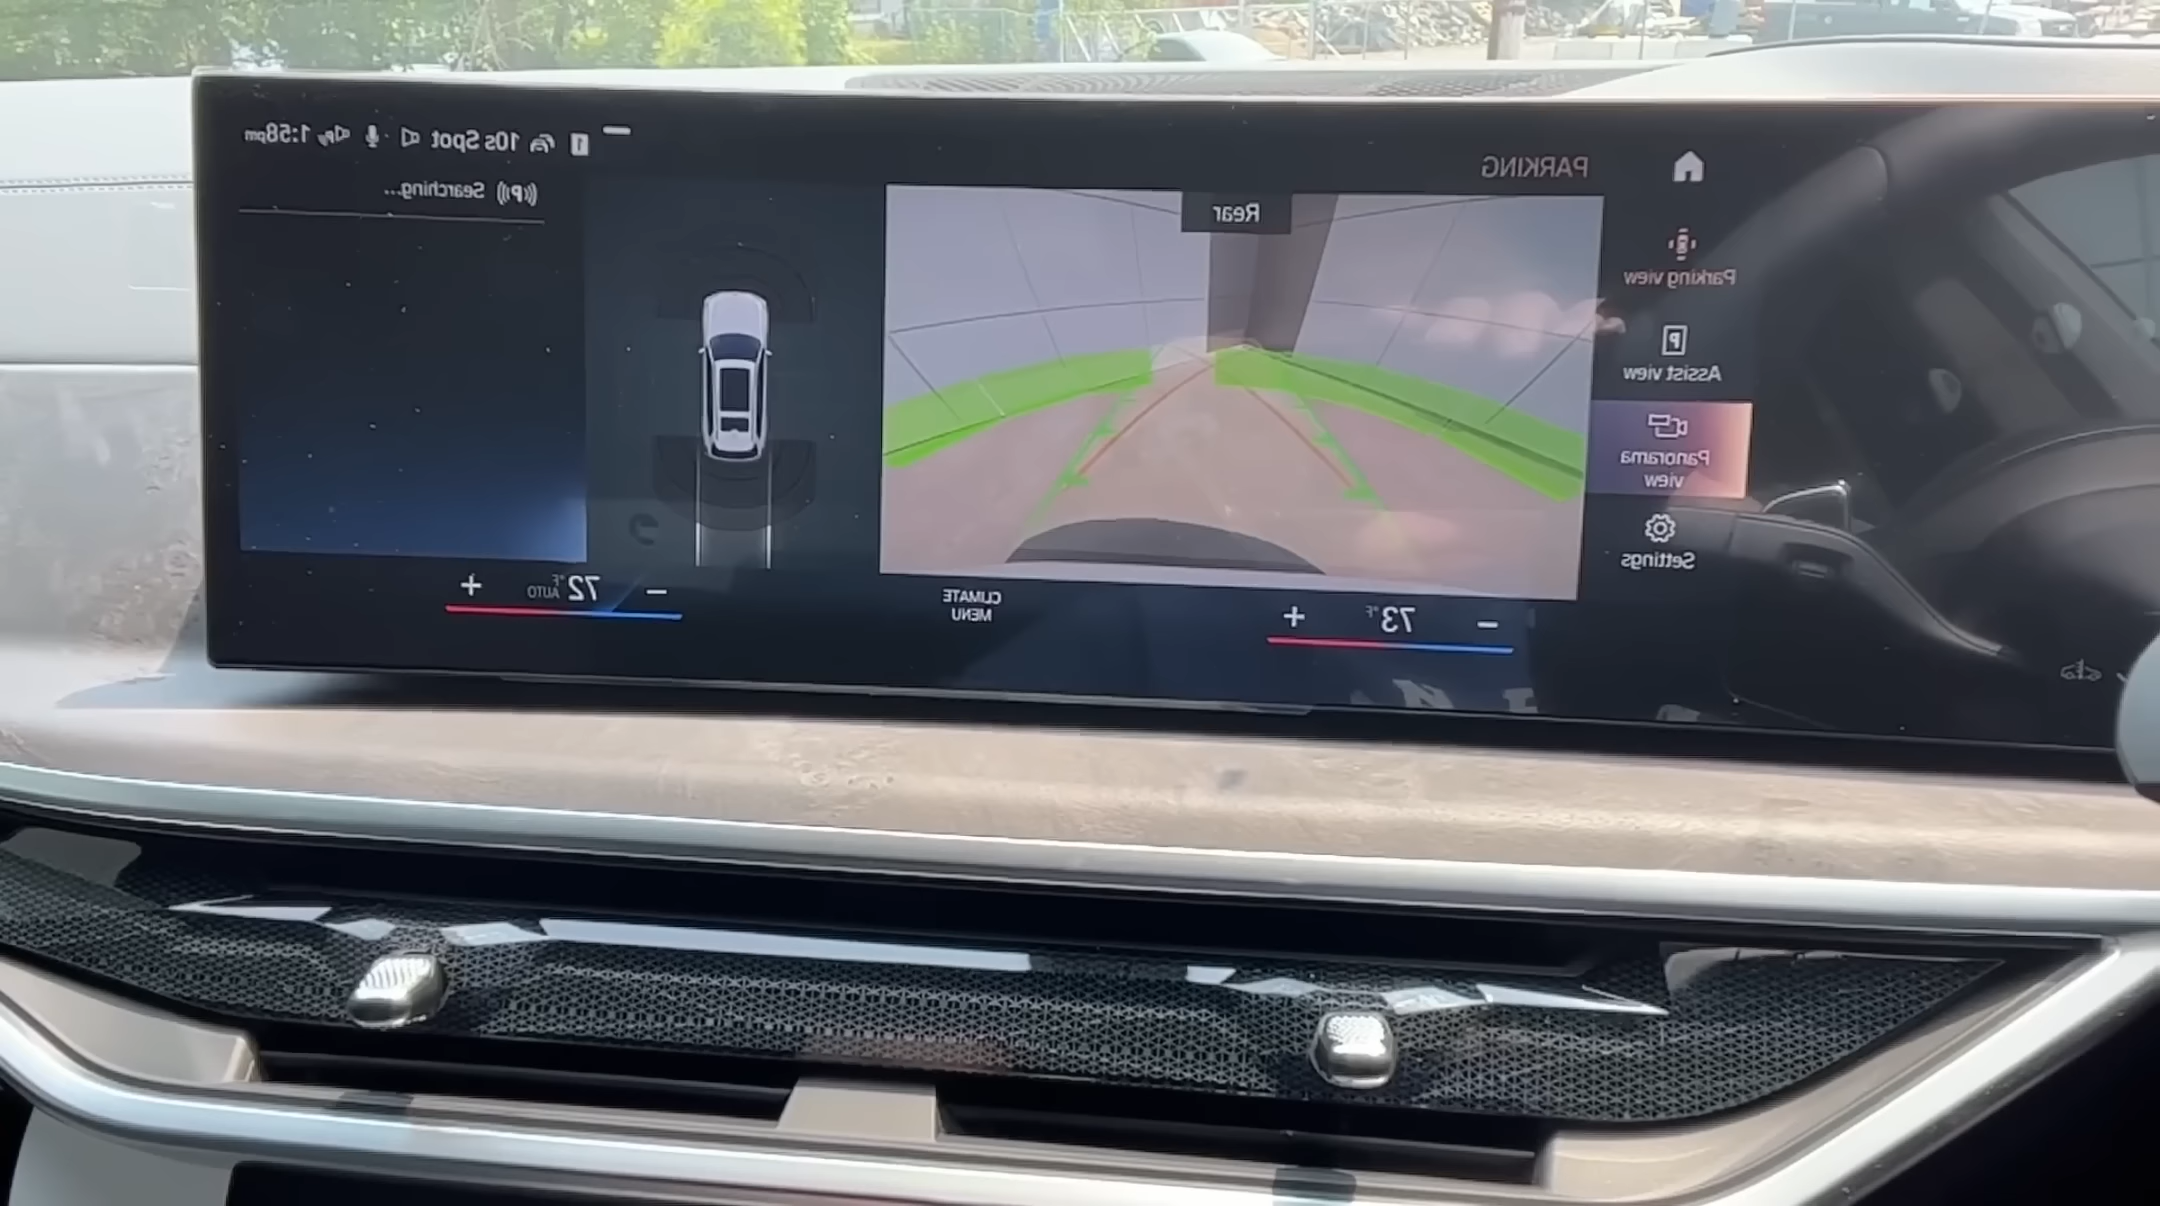 PARKING
Rear
Parking view
Assist view
Panorama
view
Settings
1 10s Spot 1:58pm
(P) Searching...
73°F
CLIMATE
MENU
72°F
AUTO